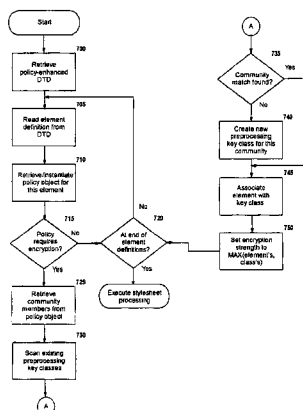 Start
700
Retrieve
policy-enhanced
DTD
705
Read element
definition from
DTD
710
Retrieve/instantiate
policy object for
this element
715
Policy
requires
encryption?
No
Yes
720
At end of
element
definitions?
No
Yes
Execute stylesheet
processing
725
Retrieve
community
members from
policy object
730
Scan existing
preprocessing
key classes
A
A
735
Community
match found?
Yes
No
740
Create new
preprocessing
key class for this
community
745
Associate
element with
key class
750
Set encryption
strength to
MAX(element's,
class's)